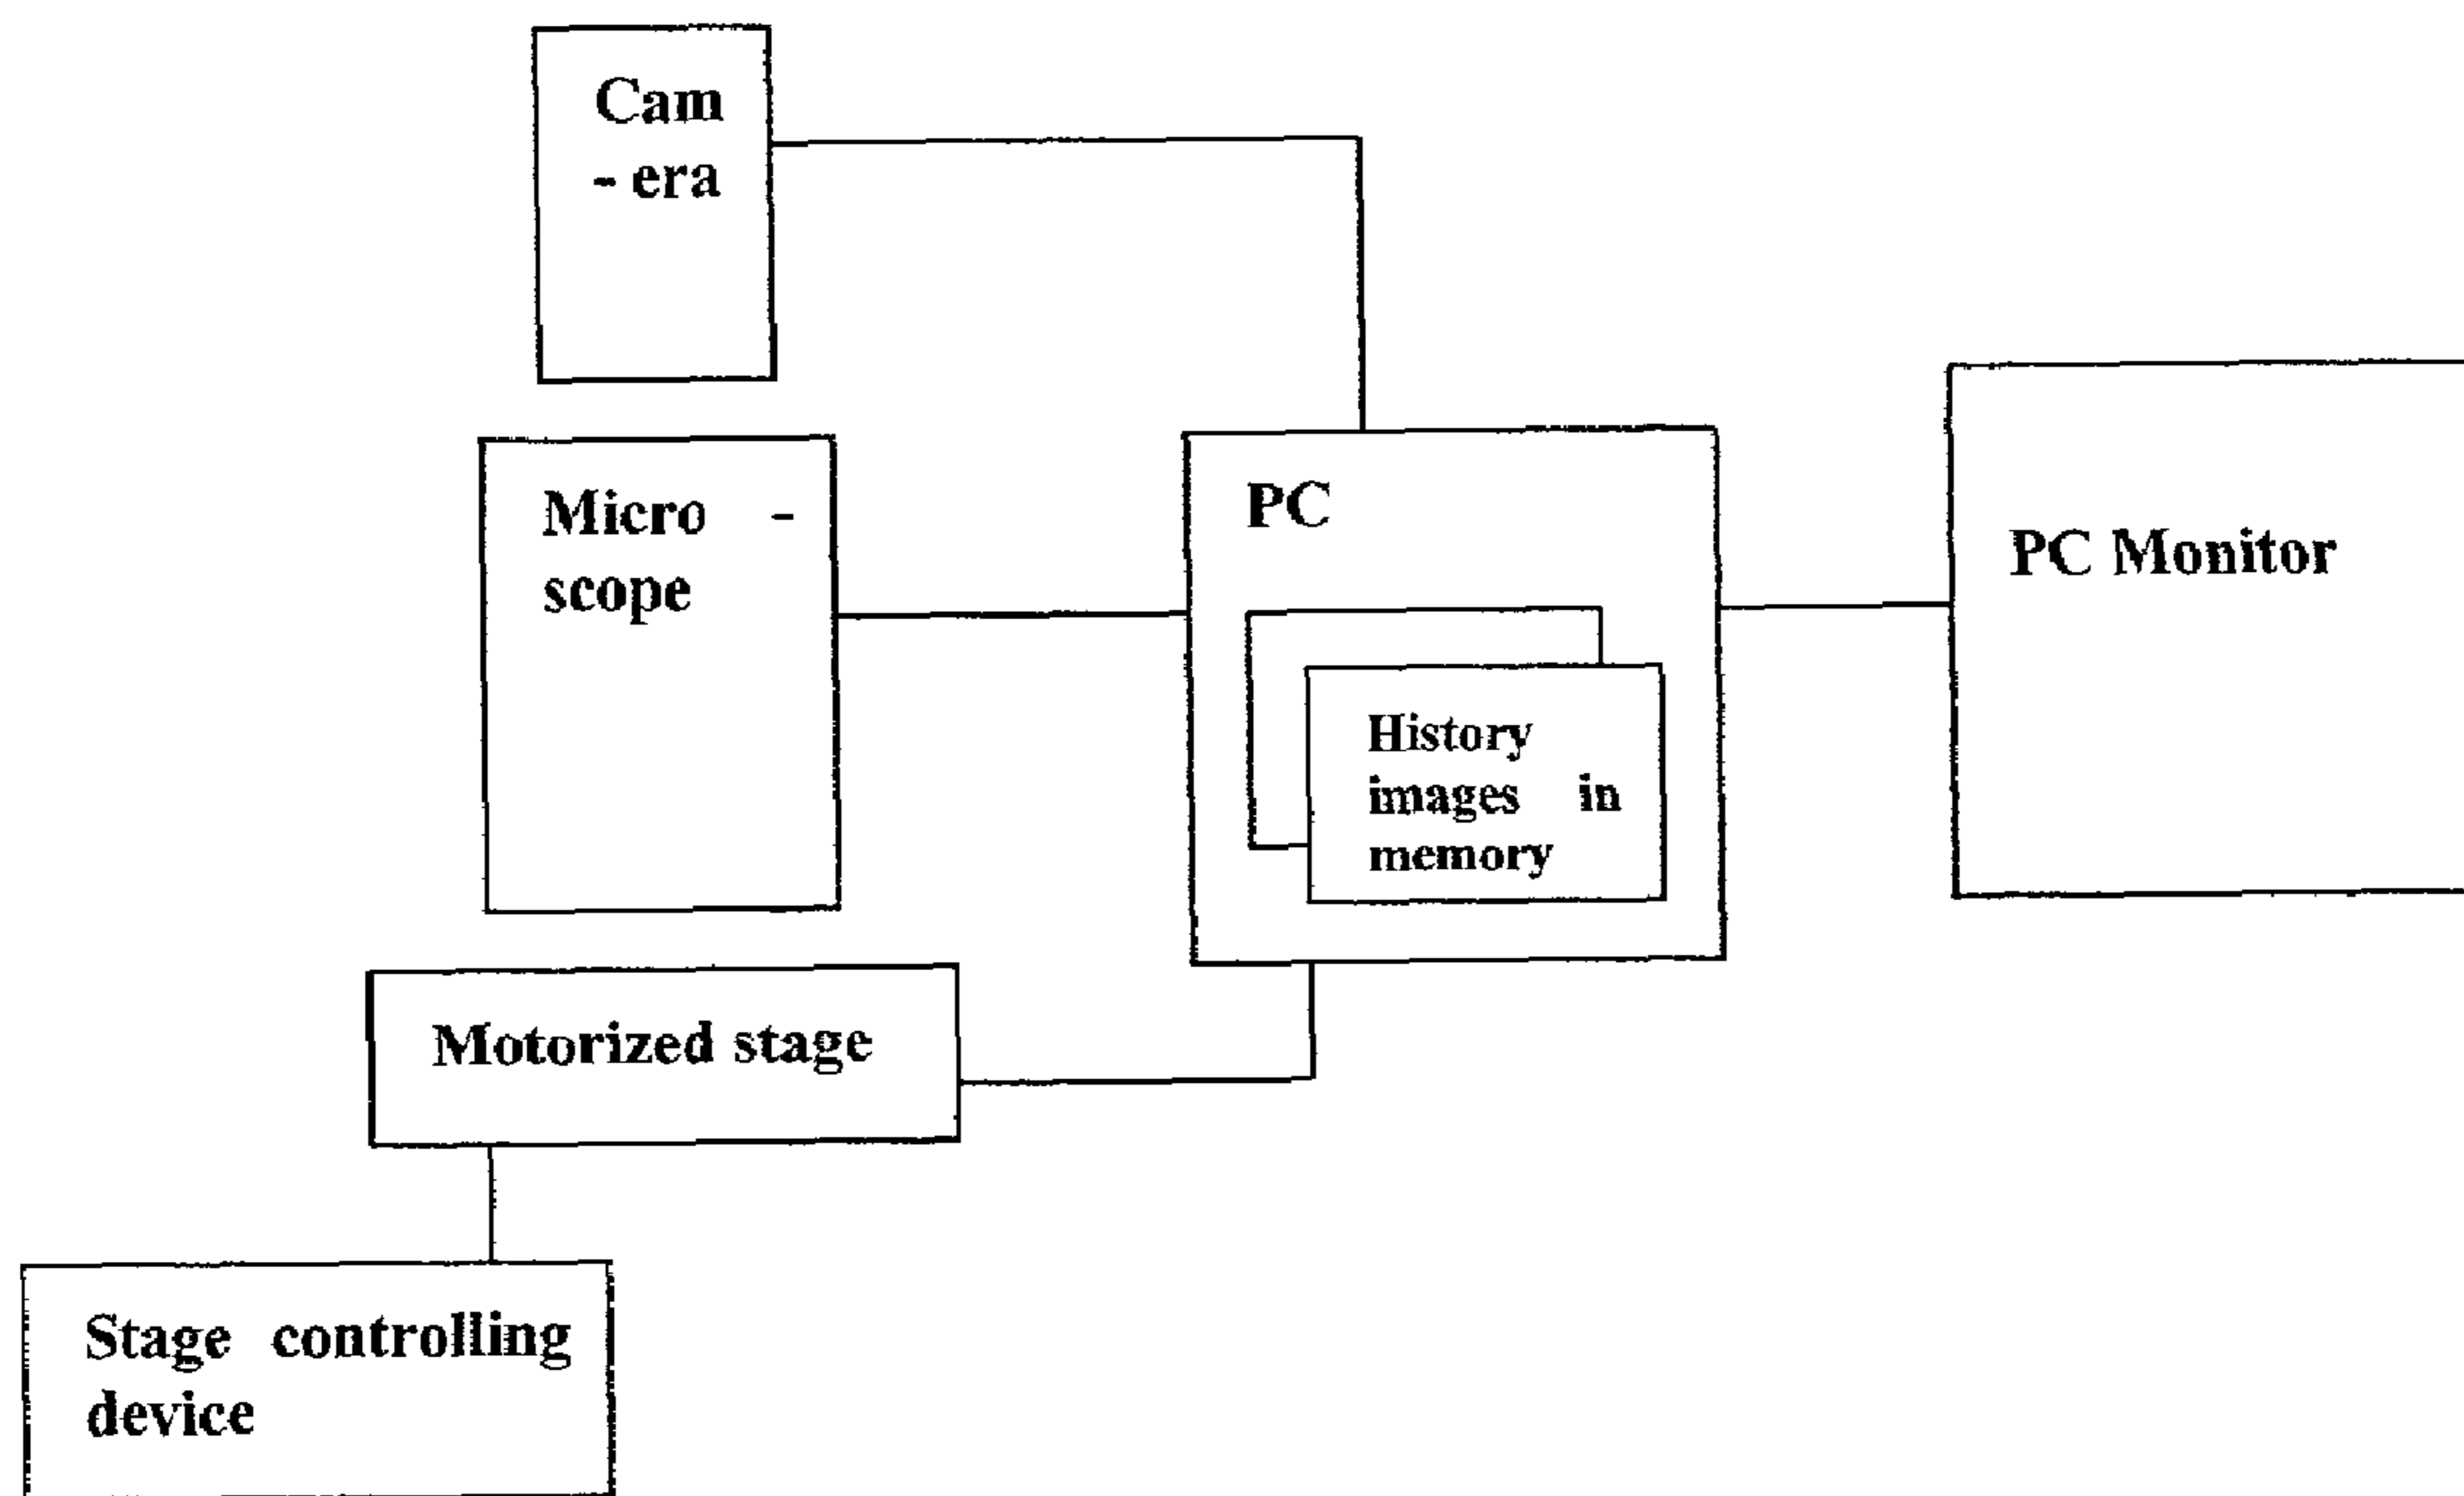 Cam
- era
Micro -
scope
PC
PC Monitor
History
images in
memory
Motorized stage
Stage controlling
device